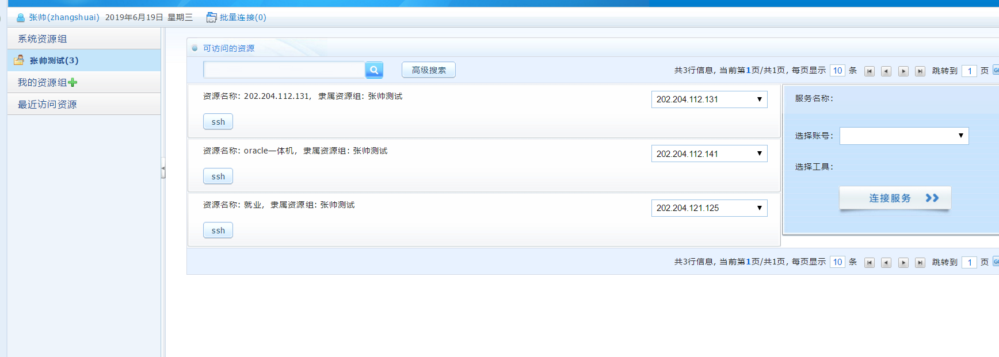 张帅(zhangshuai) 2019年6月19日 星期三 批量连接(0)
系统资源组
张帅测试(3)
我的资源组
最近访问资源
可访问的资源
高级搜索 共3行信息, 当前第1页/共1页, 每页显示 10 条 跳转到 1 页 GO
资源名称: 202.204.112.131, 隶属资源组: 张帅测试 202.204.112.131
ssh
资源名称: oracle一体机, 隶属资源组: 张帅测试 202.204.112.141
ssh
资源名称: 就业, 隶属资源组: 张帅测试 202.204.121.125
ssh
服务名称:
选择账号:
选择工具:
连接服务
共3行信息, 当前第1页/共1页, 每页显示 10 条 跳转到 1 页 GO